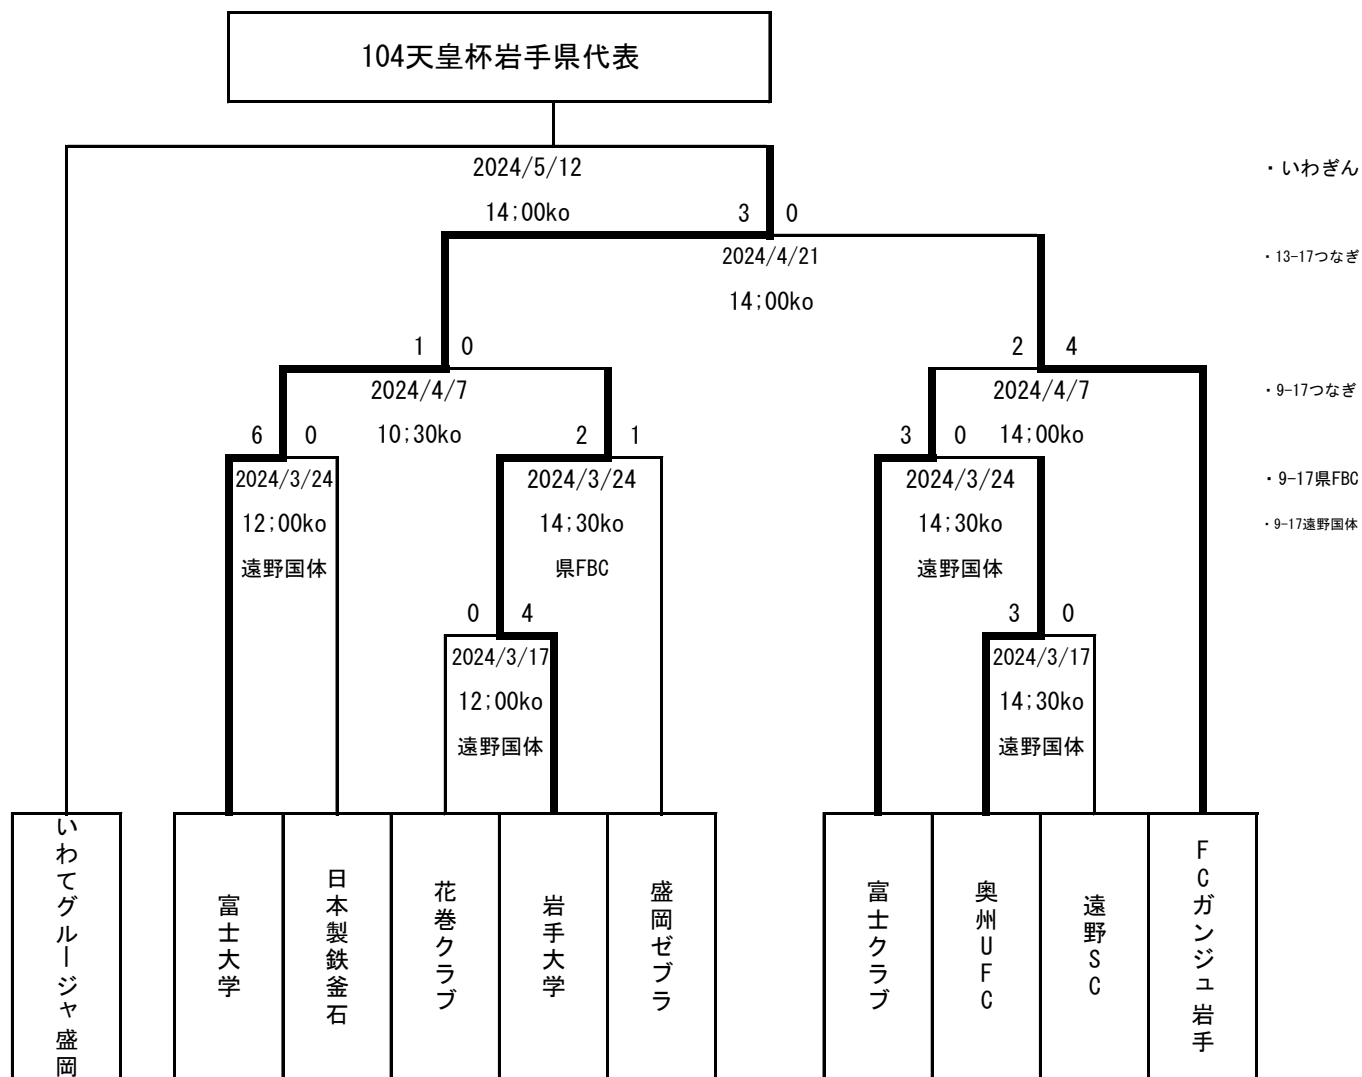 104天皇杯岩手県代表
2024/5/12
・いわぎん
14;00ko
3 0
2024/4/21
・13-17つなぎ
14;00ko
1 0
2 4
2024/4/7
2024/4/7
・9-17つなぎ
6 0
10;30ko
2 1
3 0
14;00ko
2024/3/24
2024/3/24
2024/3/24
・9-17県FBC
12;00ko
14;30ko
14;30ko
・9-17遠野国体
遠野国体
県FBC
遠野国体
0 4
3 0
2024/3/17
2024/3/17
12;00ko
14;30ko
遠野国体
遠野国体
いわてグルージャ盛岡
富士大学
日本製鉄釜石
花巻クラブ
岩手大学
盛岡ゼブラ
富士クラブ
奥州UFC
遠野SC
FCガンジュ岩手